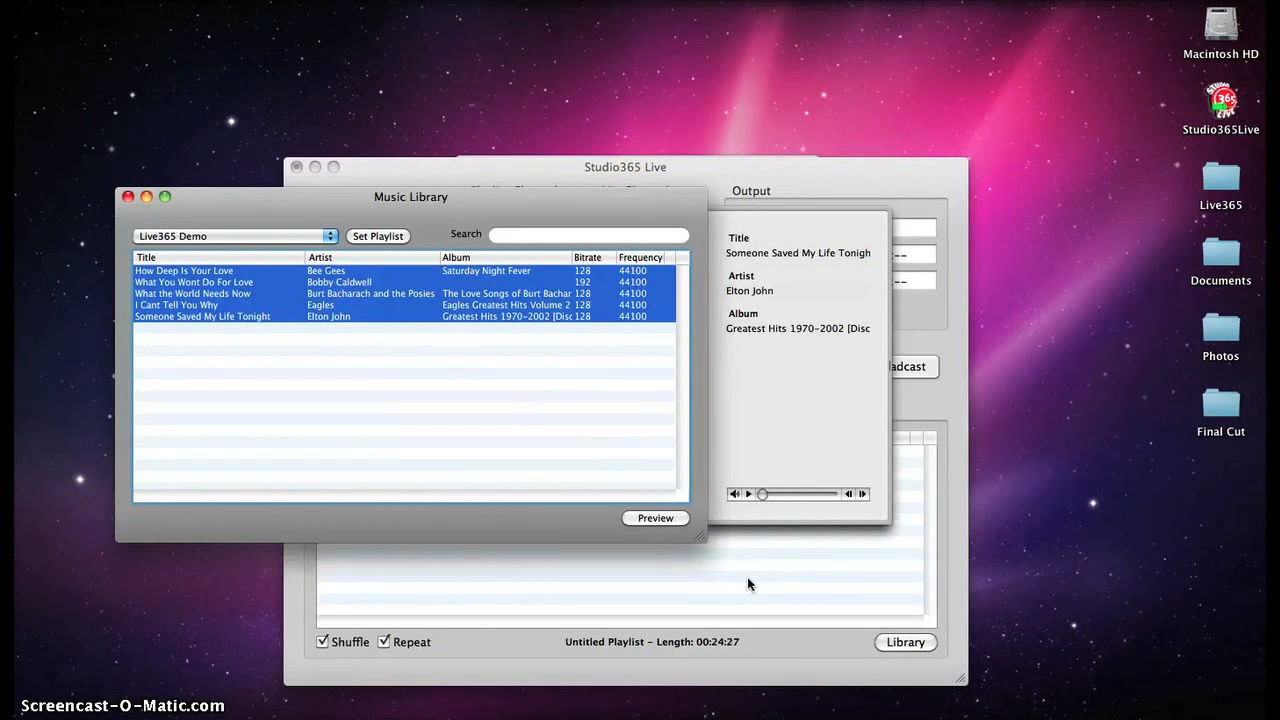 Macintosh HD
Studio365Live
Live365
Documents
Photos
Final Cut
Studio365 Live
Output
Music Library
Live365 Demo
Set Playlist
Search
Title Artist Album Bitrate Frequency
How Deep Is Your Love Bee Gees Saturday Night Fever 128 44100
What You Wont Do For Love Bobby Caldwell 192 44100
What the World Needs Now Burt Bacharach and the Posies The Love Songs of Burt Bachar 128 44100
I Cant Tell You Why Eagles Eagles Greatest Hits Volume 2 128 44100
Someone Saved My Life Tonight Elton John Greatest Hits 1970-2002 [Disc 128 44100
Preview
Title
Someone Saved My Life Tonigh
Artist
Elton John
Album
Greatest Hits 1970-2002 [Disc
--
--
adcast
Shuffle Repeat
Untitled Playlist - Length: 00:24:27
Library
Screencast-O-Matic.com